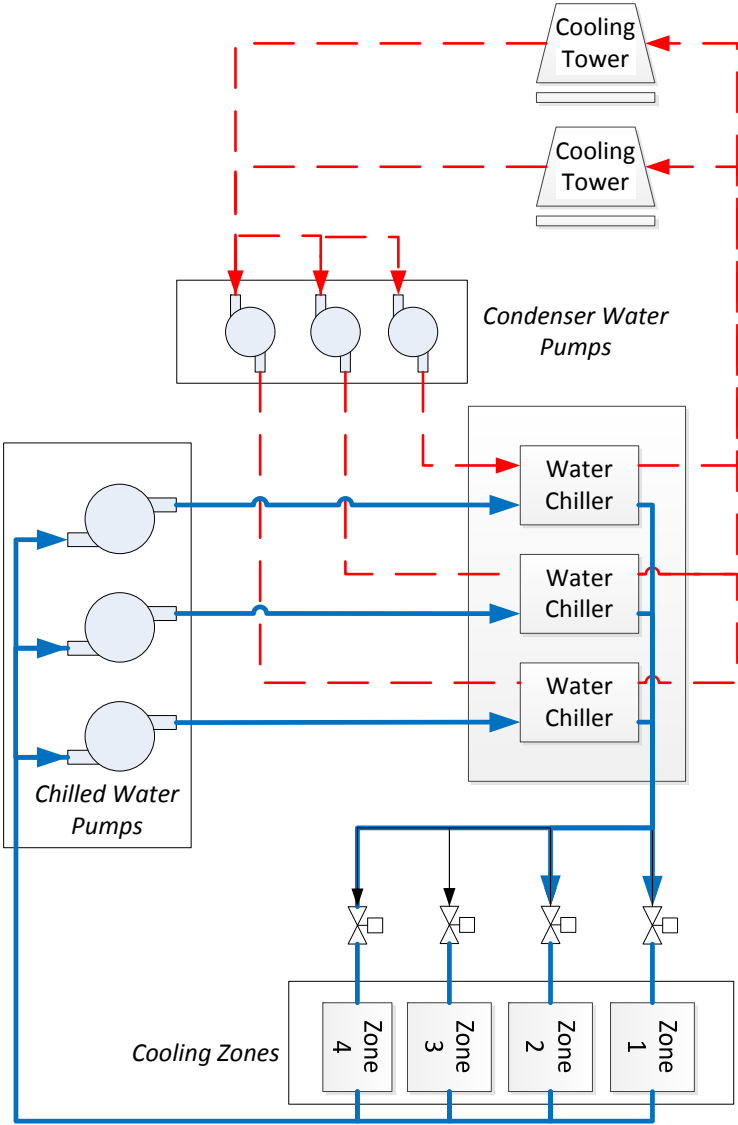 Cooling
Tower
Cooling
Tower
Condenser Water
Pumps
Water
Chiller
Water
Chiller
Water
Chiller
Chilled Water
Pumps
Cooling Zones
Zone
4
Zone
3
Zone
2
Zone
1